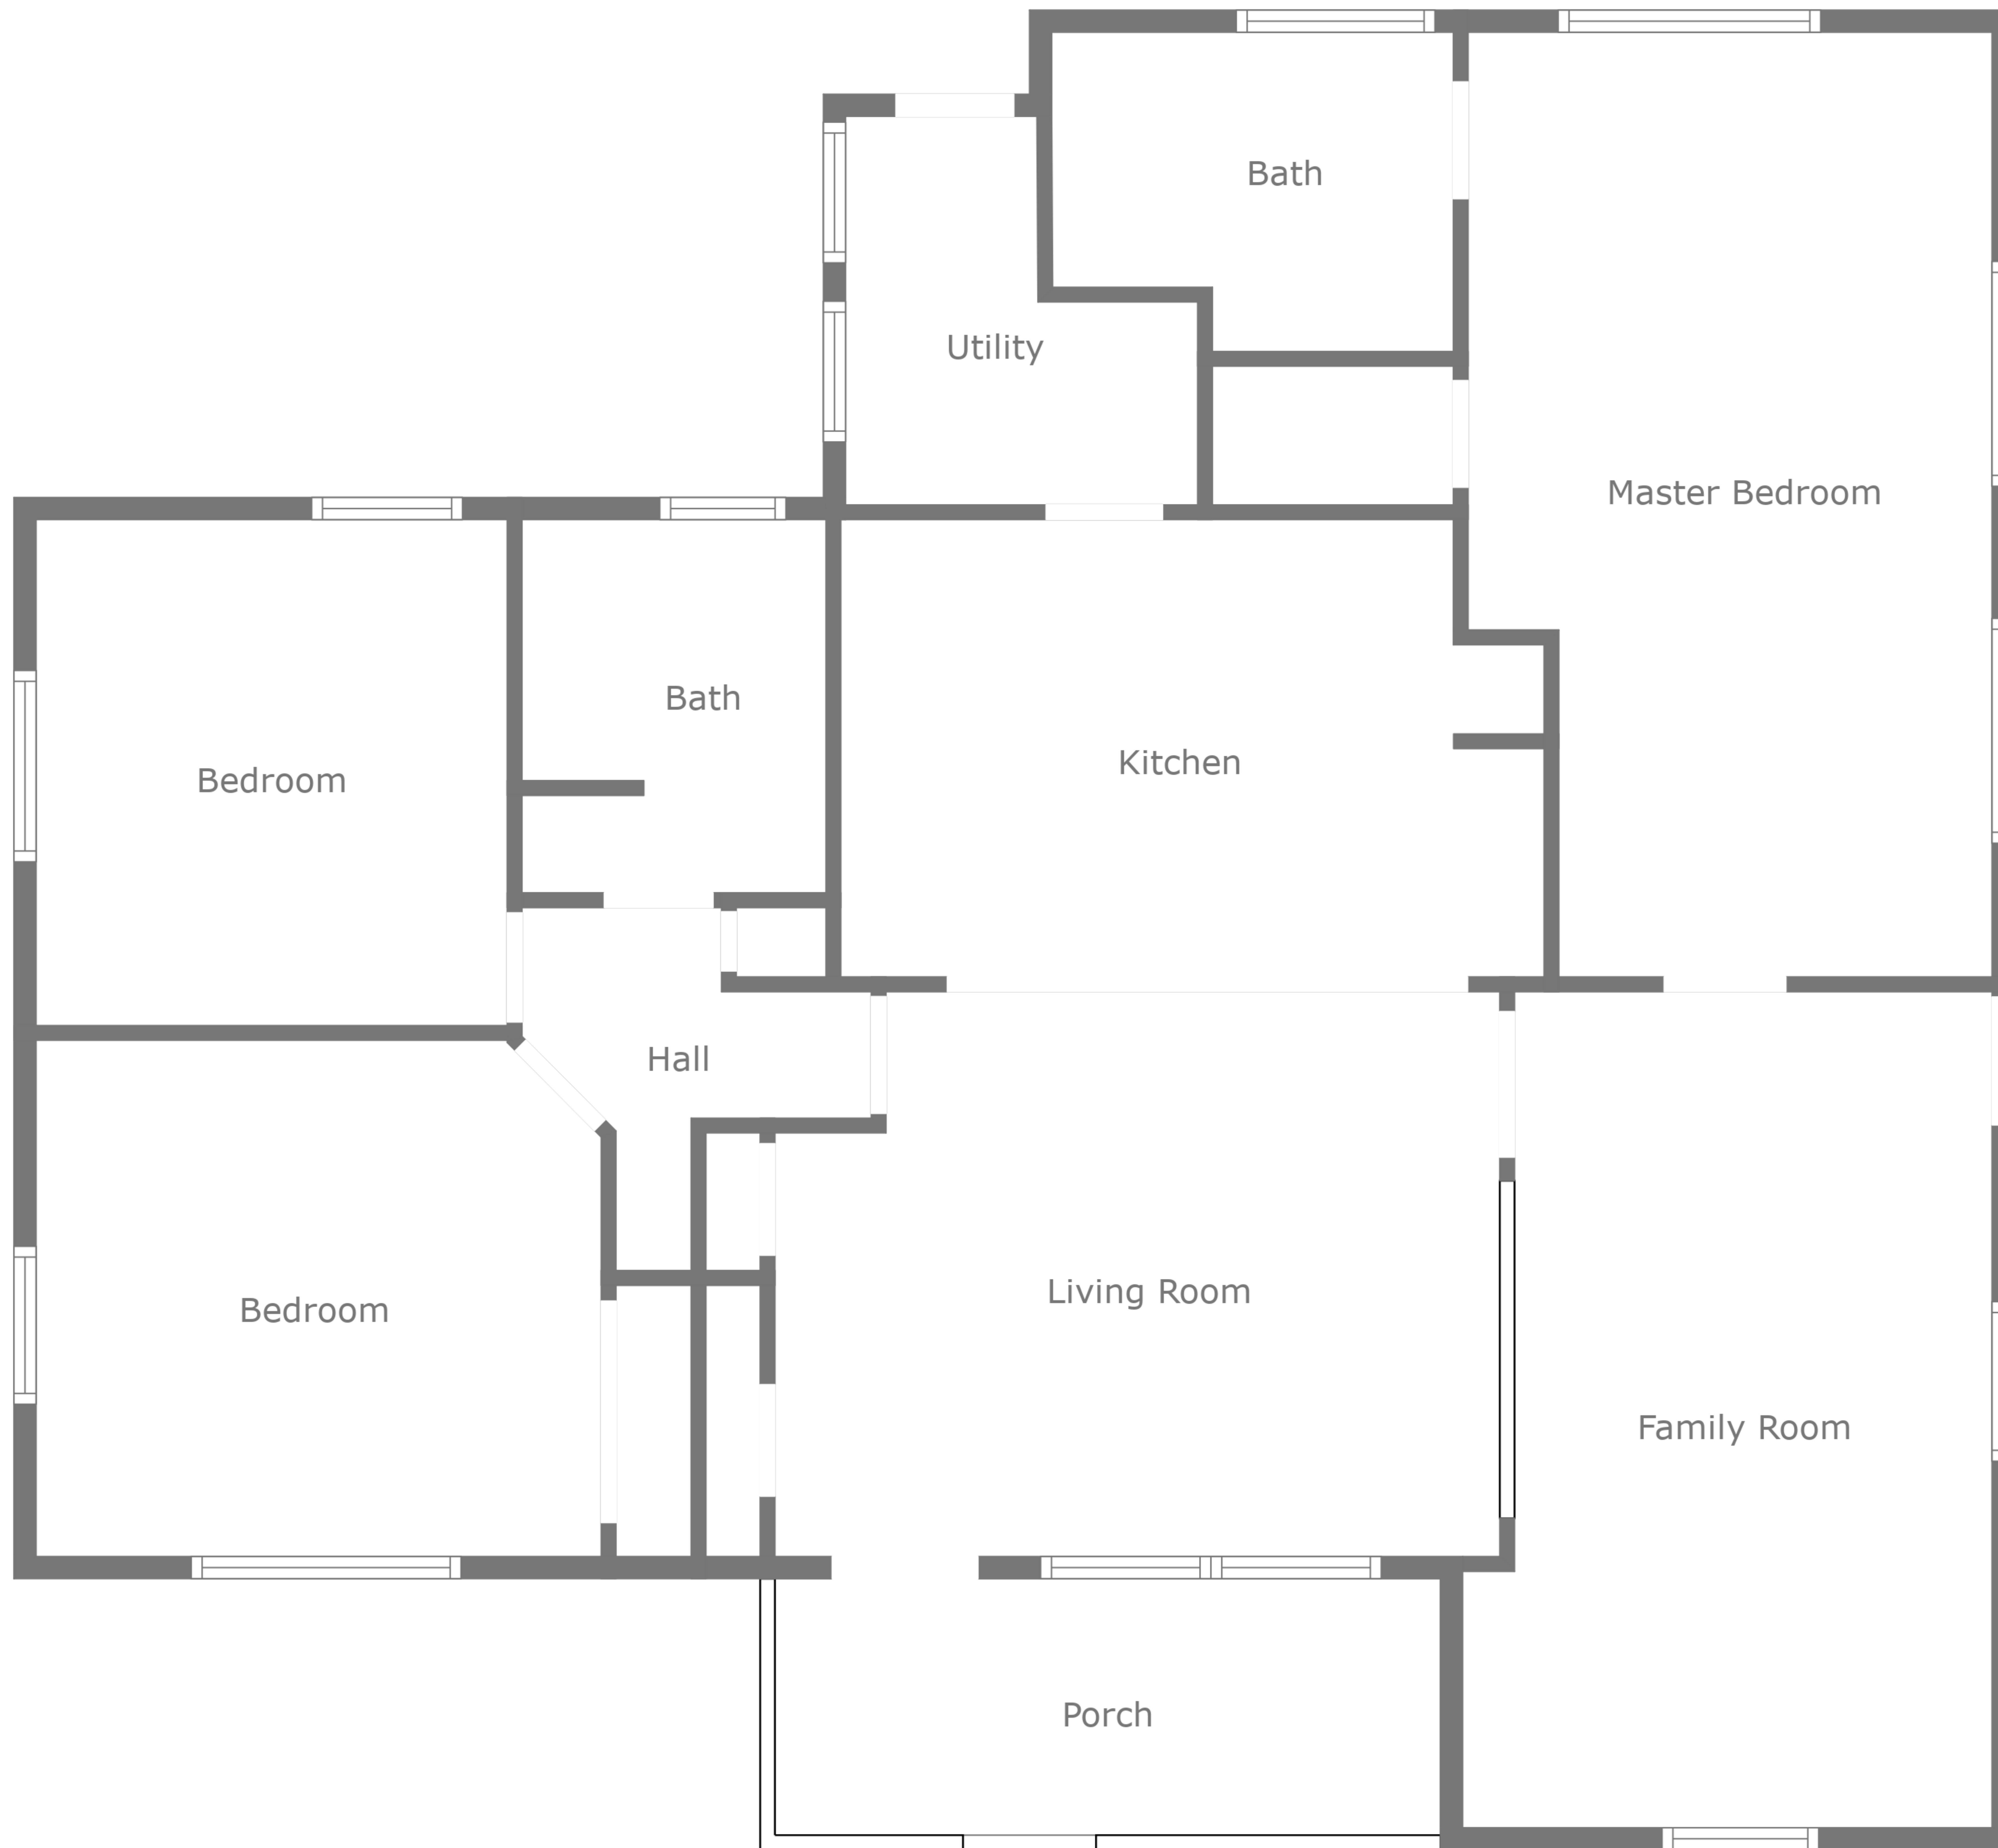 Bath
Utility
Master Bedroom
Bath
Kitchen
Bedroom
Hall
Living Room
Bedroom
Family Room
Porch